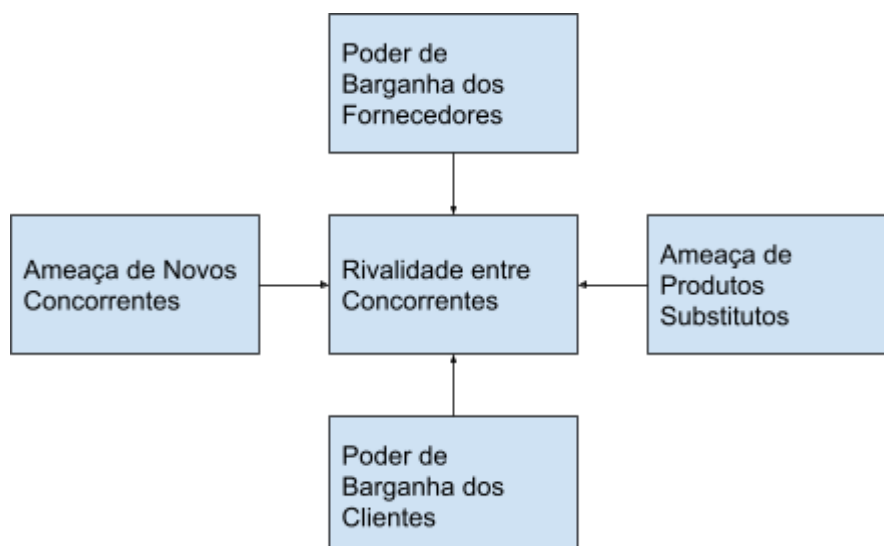 Poder de
Barganha dos
Fornecedores
Ameaça de Novos
Concorrentes
Rivalidade entre
Concorrentes
Ameaça de
Produtos
Substitutos
Poder de
Barganha dos
Clientes